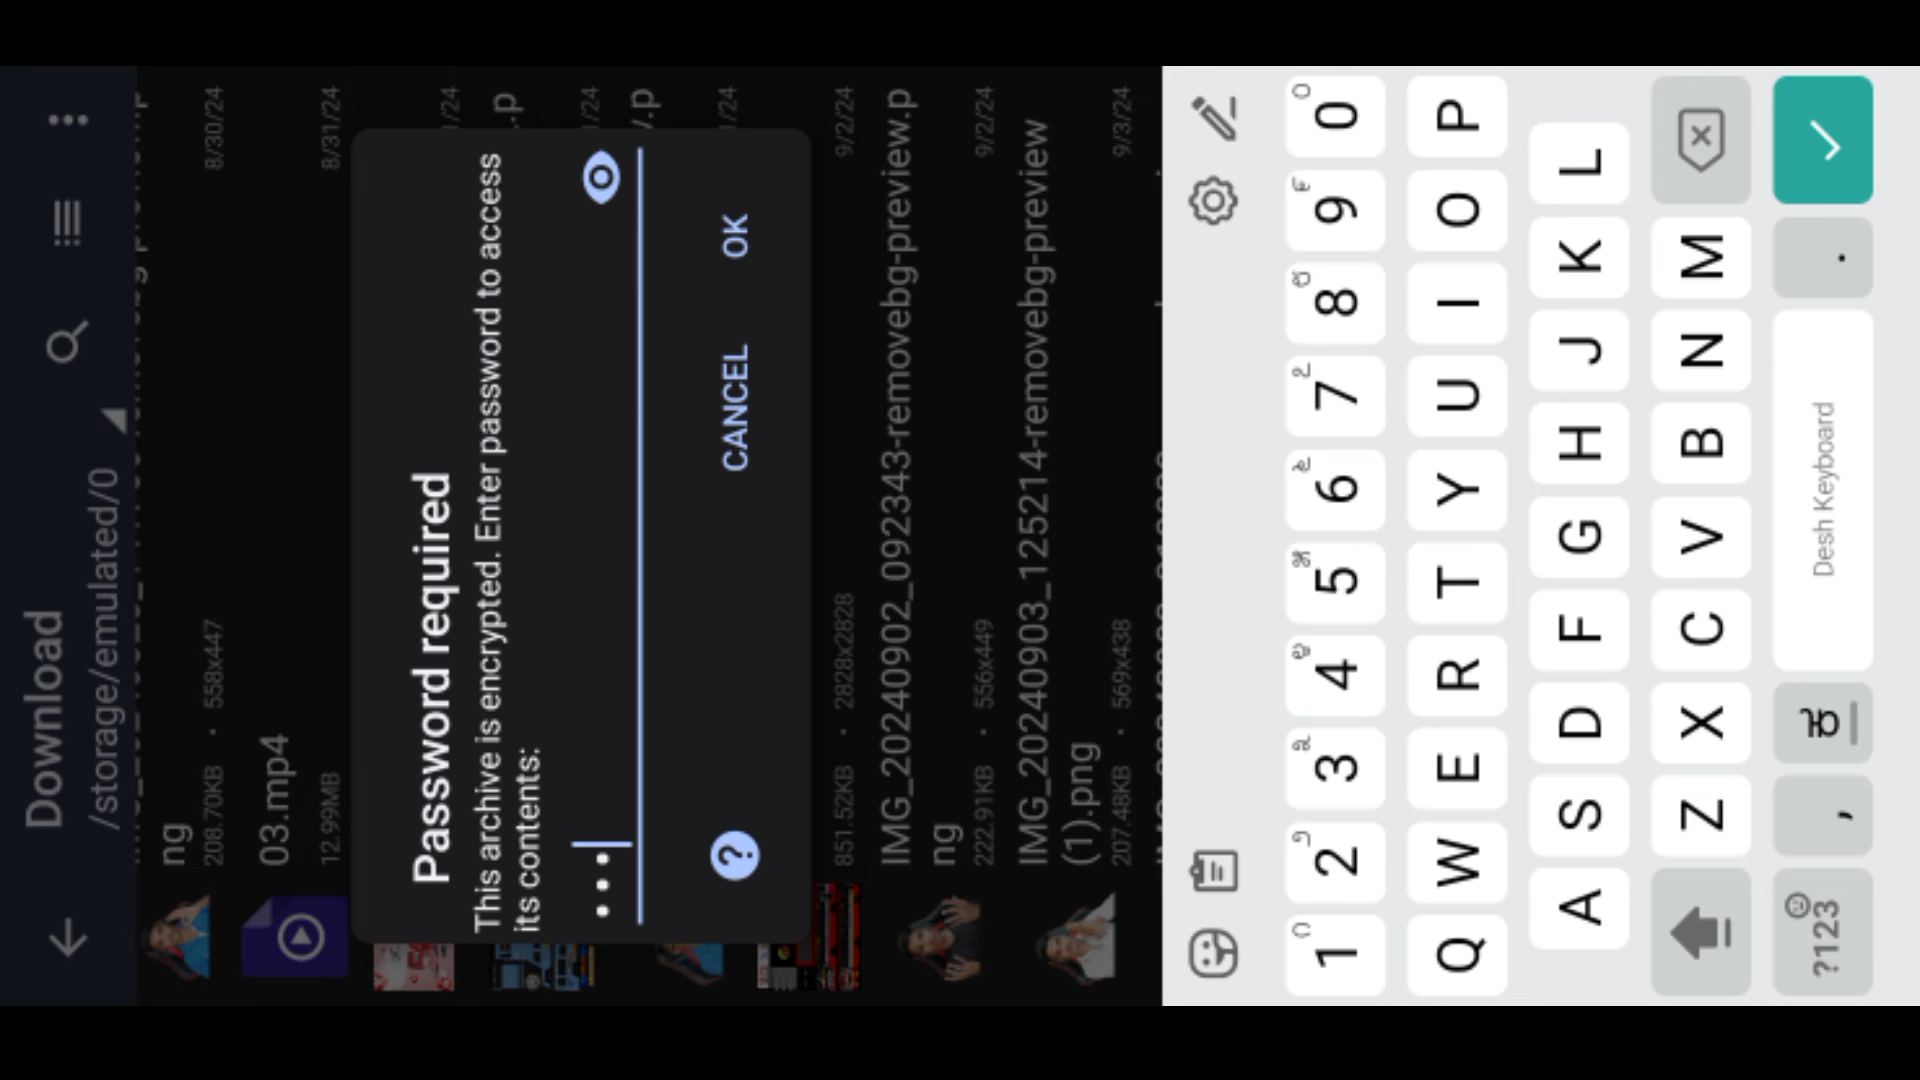 Download
/storage/emulated/0
ng
208.70KB · 558x447
8/30/24
03.mp4
12.99MB
8/31/24
Password required
This archive is encrypted. Enter password to access
its contents:
CANCEL
OK
851.52KB · 2828x2828
9/2/24
IMG_20240902_092343-removebg-preview.p
ng
222.91KB · 556x449
9/2/24
IMG_20240903_125214-removebg-preview
(1).png
207.48KB · 569x438
9/3/24
1 2 3 4 5 6 7 8 9 0
Q W E R T Y U I O P
A S D F G H J K L
Z X C V B N M
?123 , Desh Keyboard .